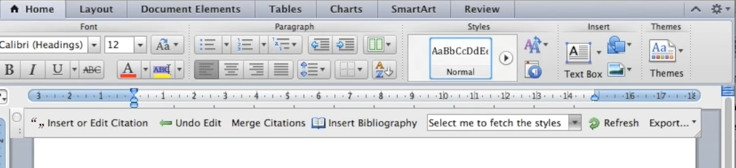 Home Layout Document Elements Tables Charts SmartArt Review
Font Paragraph Styles Insert Themes
Calibri (Headings) 12 Aa AaBbCcDdEe A Aa
B I U ABC A ABC Normal Text Box Themes
3 2 1 1 2 3 4 5 6 7 8 9 10 11 12 13 14 16 17 18
Insert or Edit Citation Undo Edit Merge Citations Insert Bibliography Select me to fetch the styles Refresh Export...